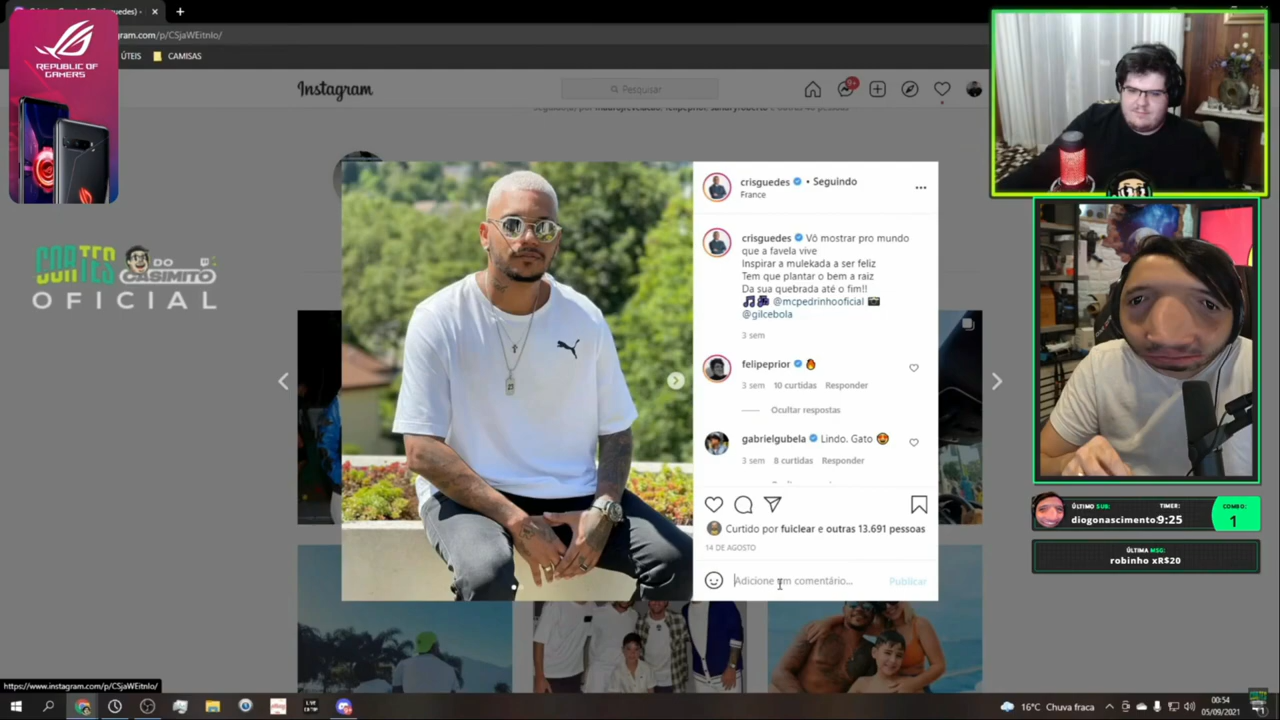 REPUBLIC OF
GAMERS
gram.com/p/CSjaWEitnIo/
ÚTEIS
CAMISAS
Instagram
Pesquisar
9+
crisguedes • Seguindo
France
crisguedes Vô mostrar pro mundo
que a favela vive
Inspirar a mulekada a ser feliz
Tem que plantar o bem a raiz
Da sua quebrada até o fim!!
@mcpedrinhooficial
@gilcebola
3 sem
felipeprior
3 sem 10 curtidas Responder
Ocultar respostas
gabrielgubela Lindo. Gato
3 sem 8 curtidas Responder
Curtido por fuiclear e outras 13.691 pessoas
14 DE AGOSTO
Adicione um comentário...
Publicar
CORTES DO
CASIMITO
OFICIAL
ÚLTIMO SUB:
TIMER:
COMBO:
diogonascimento
9:25
1
ÚLTIMA MSG:
robinho xR$20
https://www.instagram.com/p/CSjaWEitnIo/
16°C Chuva fraca
00:54
05/09/2021